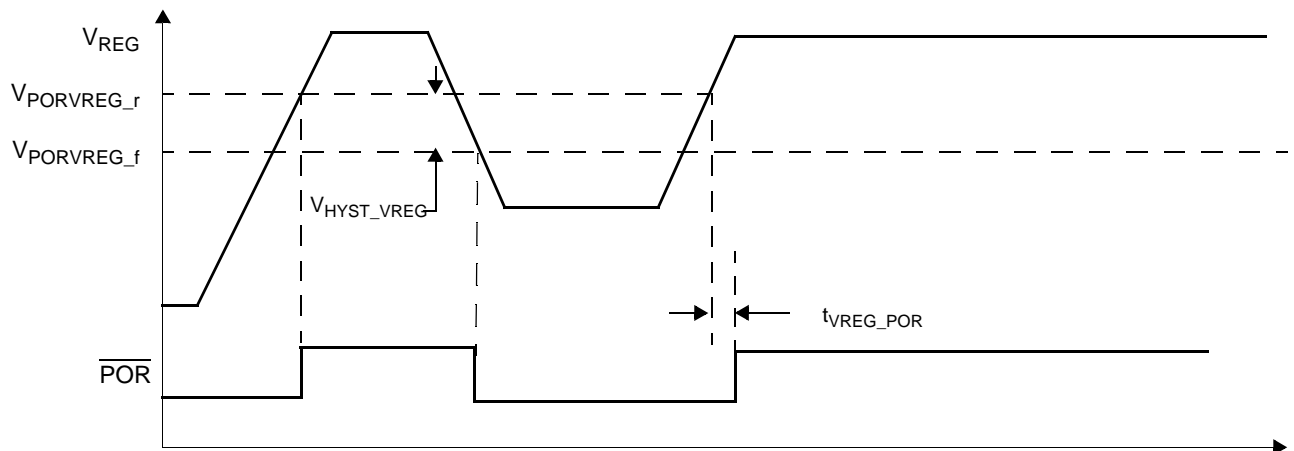 VREG
VPORVREG_r
VPORVREG_f
VHYST_VREG
tVREG_POR
POR